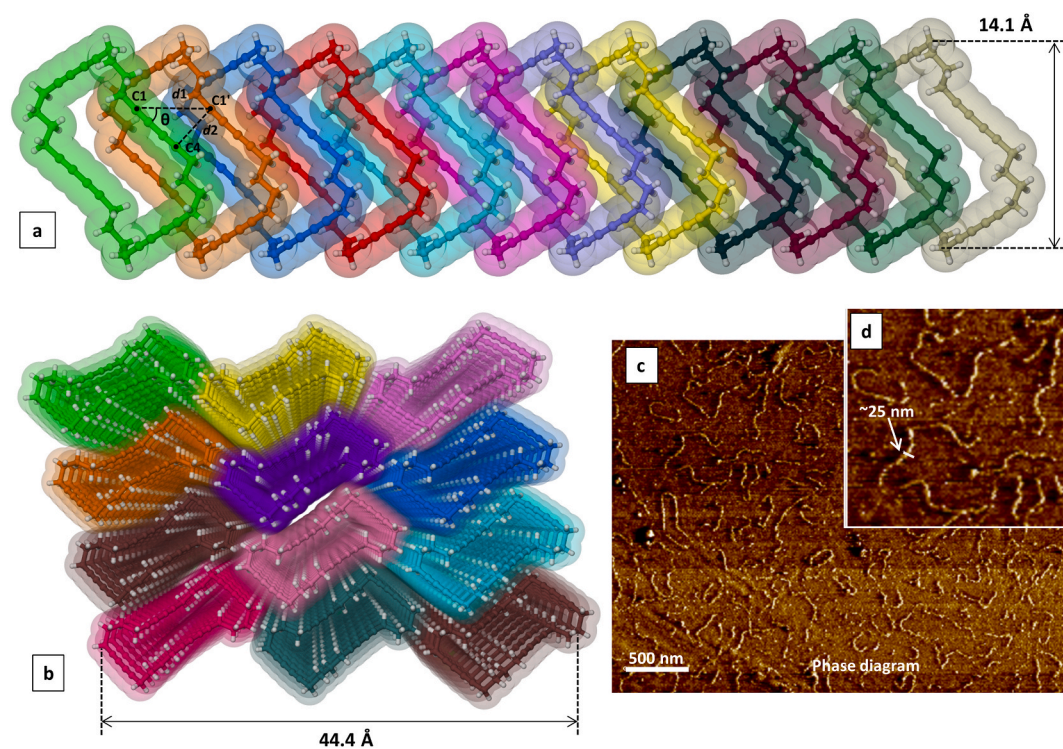 14.1 Å
C1
d1
C1'
θ
d2
C4
a
b
44.4 Å
c
d
~25 nm
500 nm
Phase diagram